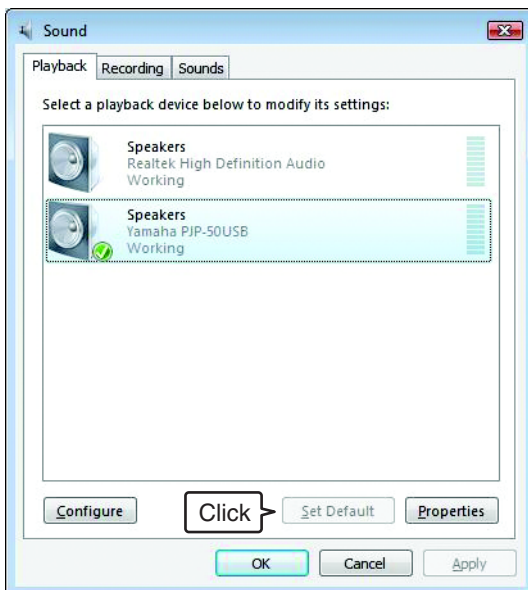 Sound
Playback Recording Sounds
Select a playback device below to modify its settings:
Speakers
Realtek High Definition Audio
Working
Speakers
Yamaha PJP-50USB
Working
Configure Click Set Default Properties
OK Cancel Apply